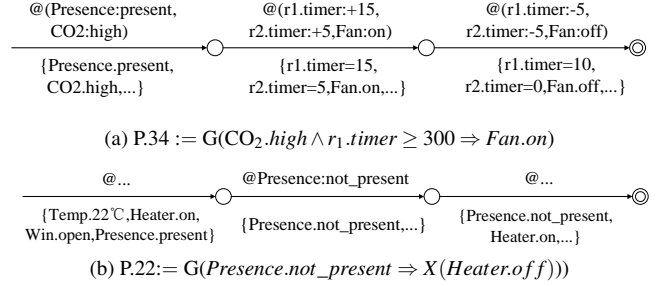 @(Presence:present, @(r1.timer:+15, @(r1.timer:-5,
CO2:high) r2.timer:+5,Fan:on) r2.timer:-5,Fan:off)
{Presence.present, {r1.timer=15, {r1.timer=10,
CO2.high,...} r2.timer=5,Fan.on,...} r2.timer=0,Fan.off,...}
(a) P.34 := G(CO₂.high ∧ r₁.timer ≥ 300 ⇒ Fan.on)
@... @Presence:not_present @...
{Temp.22℃,Heater.on, {Presence.not_present,...} {Presence.not_present,
Win.open,Presence.present} Heater.on,...}
(b) P.22:= G(Presence.not_present ⇒ X(Heater.off)))